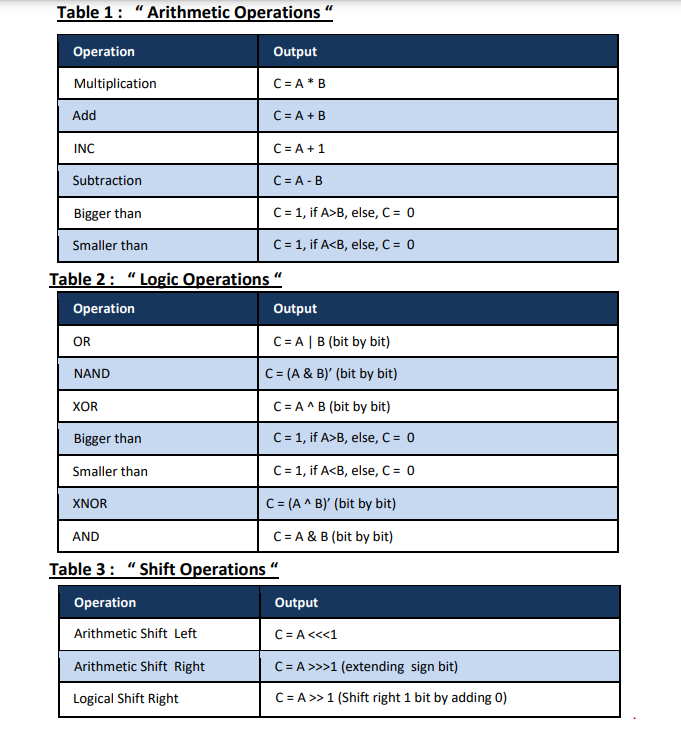 Table 1 : “ Arithmetic Operations “
Operation Output
Multiplication C = A * B
Add C = A + B
INC C = A + 1
Subtraction C = A - B
Bigger than C = 1, if A>B, else, C = 0
Smaller than C = 1, if A<B, else, C = 0
Table 2 : “ Logic Operations “
Operation Output
OR C = A | B (bit by bit)
NAND C = (A & B)’ (bit by bit)
XOR C = A ^ B (bit by bit)
Bigger than C = 1, if A>B, else, C = 0
Smaller than C = 1, if A<B, else, C = 0
XNOR C = (A ^ B)’ (bit by bit)
AND C = A & B (bit by bit)
Table 3 : “ Shift Operations “
Operation Output
Arithmetic Shift Left C = A <<<1
Arithmetic Shift Right C = A >>>1 (extending sign bit)
Logical Shift Right C = A >> 1 (Shift right 1 bit by adding 0)